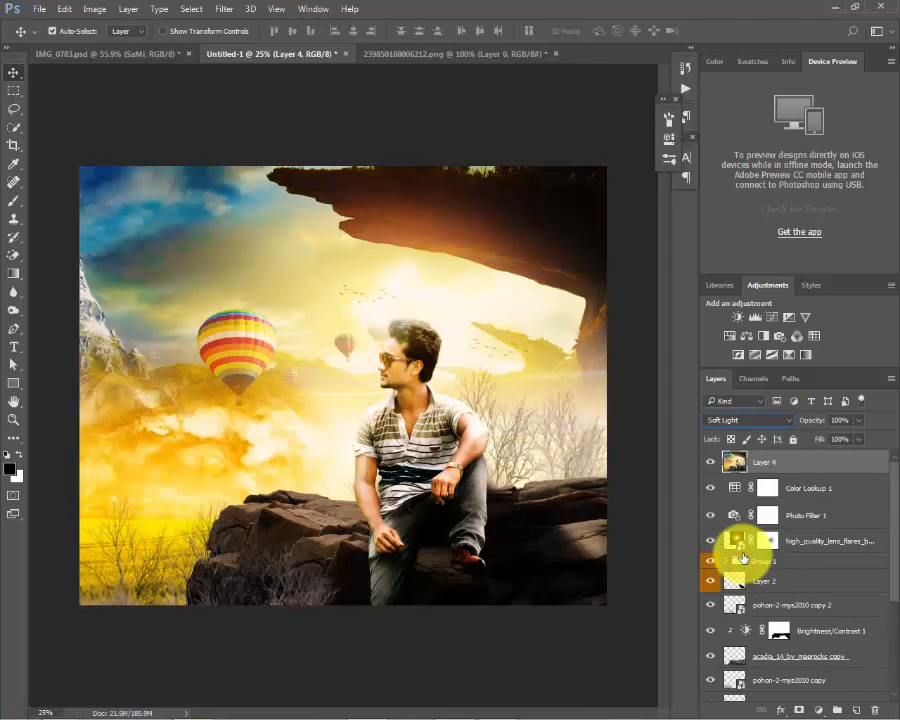 Ps File Edit Image Layer Type Select Filter 3D View Window Help
Auto-Select: Layer Show Transform Controls 3D Mode:
IMG_0783.psd @ 55.9% (SaMi, RGB/8) * × Untitled-1 @ 25% (Layer 4, RGB/8) * × 239850188006212.png @ 100% (Layer 0, RGB/8#) * ×
Color Swatches Info Device Preview
To preview designs directly on iOS
devices while in offline mode, launch the
Adobe Preview CC mobile app and
connect to Photoshop using USB.
Check for Devices
Get the app
Libraries Adjustments Styles
Add an adjustment
Layers Channels Paths
Kind
Soft Light Opacity: 100%
Lock: Fill: 100%
Layer 4
Color Lookup 1
Photo Filter 1
high_quality_lens_flares_b...
Group 1
Layer 2
pohon-2-mys2010 copy 2
Brightness/Contrast 1
acadia_14_by_maerocks copy...
pohon-2-mys2010 copy
25% Doc: 21.5M/185.9M